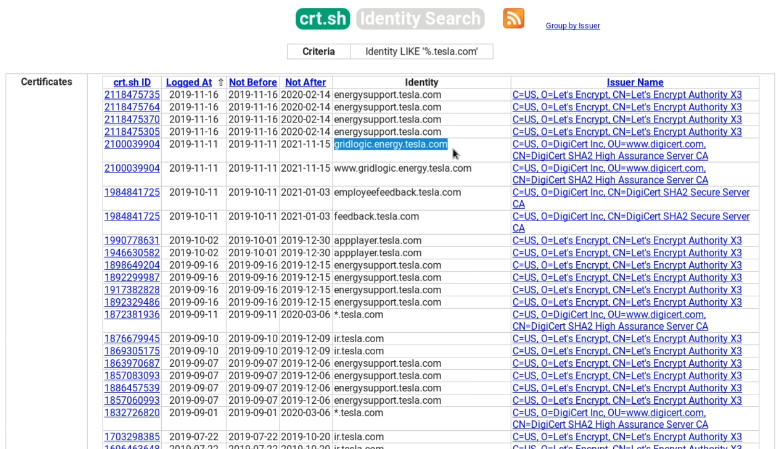 crt.sh Identity Search Group by Issuer
Criteria Identity LIKE '%.tesla.com'
Certificates crt.sh ID Logged At ⇧ Not Before Not After Identity Issuer Name
2118475735 2019-11-16 2019-11-16 2020-02-14 energysupport.tesla.com C=US, O=Let's Encrypt, CN=Let's Encrypt Authority X3
2118475764 2019-11-16 2019-11-16 2020-02-14 energysupport.tesla.com C=US, O=Let's Encrypt, CN=Let's Encrypt Authority X3
2118475370 2019-11-16 2019-11-16 2020-02-14 energysupport.tesla.com C=US, O=Let's Encrypt, CN=Let's Encrypt Authority X3
2118475305 2019-11-16 2019-11-16 2020-02-14 energysupport.tesla.com C=US, O=Let's Encrypt, CN=Let's Encrypt Authority X3
2100039904 2019-11-11 2019-11-11 2021-11-15 gridlogic.energy.tesla.com C=US, O=DigiCert Inc, OU=www.digicert.com,
CN=DigiCert SHA2 High Assurance Server CA
2100039904 2019-11-11 2019-11-11 2021-11-15 www.gridlogic.energy.tesla.com C=US, O=DigiCert Inc, OU=www.digicert.com,
CN=DigiCert SHA2 High Assurance Server CA
1984841725 2019-10-11 2019-10-11 2021-01-03 employeefeedback.tesla.com C=US, O=DigiCert Inc, CN=DigiCert SHA2 Secure Server
CA
1984841725 2019-10-11 2019-10-11 2021-01-03 feedback.tesla.com C=US, O=DigiCert Inc, CN=DigiCert SHA2 Secure Server
CA
1990778631 2019-10-02 2019-10-01 2019-12-30 appplayer.tesla.com C=US, O=Let's Encrypt, CN=Let's Encrypt Authority X3
1946630582 2019-10-02 2019-10-01 2019-12-30 appplayer.tesla.com C=US, O=Let's Encrypt, CN=Let's Encrypt Authority X3
1898649204 2019-09-16 2019-09-16 2019-12-15 energysupport.tesla.com C=US, O=Let's Encrypt, CN=Let's Encrypt Authority X3
1892299987 2019-09-16 2019-09-16 2019-12-15 energysupport.tesla.com C=US, O=Let's Encrypt, CN=Let's Encrypt Authority X3
1917382828 2019-09-16 2019-09-16 2019-12-15 energysupport.tesla.com C=US, O=Let's Encrypt, CN=Let's Encrypt Authority X3
1892329486 2019-09-16 2019-09-16 2019-12-15 energysupport.tesla.com C=US, O=Let's Encrypt, CN=Let's Encrypt Authority X3
1872381936 2019-09-11 2019-09-11 2020-03-06 *.tesla.com C=US, O=DigiCert Inc, OU=www.digicert.com,
CN=DigiCert SHA2 High Assurance Server CA
1876679945 2019-09-10 2019-09-10 2019-12-09 ir.tesla.com C=US, O=Let's Encrypt, CN=Let's Encrypt Authority X3
1869305175 2019-09-10 2019-09-10 2019-12-09 ir.tesla.com C=US, O=Let's Encrypt, CN=Let's Encrypt Authority X3
1863970687 2019-09-07 2019-09-07 2019-12-06 energysupport.tesla.com C=US, O=Let's Encrypt, CN=Let's Encrypt Authority X3
1857083093 2019-09-07 2019-09-07 2019-12-06 energysupport.tesla.com C=US, O=Let's Encrypt, CN=Let's Encrypt Authority X3
1886457539 2019-09-07 2019-09-07 2019-12-06 energysupport.tesla.com C=US, O=Let's Encrypt, CN=Let's Encrypt Authority X3
1857060993 2019-09-07 2019-09-07 2019-12-06 energysupport.tesla.com C=US, O=Let's Encrypt, CN=Let's Encrypt Authority X3
1832726820 2019-09-01 2019-09-01 2020-03-06 *.tesla.com C=US, O=DigiCert Inc, OU=www.digicert.com,
CN=DigiCert SHA2 High Assurance Server CA
1703298385 2019-07-22 2019-07-22 2019-10-20 ir.tesla.com C=US, O=Let's Encrypt, CN=Let's Encrypt Authority X3